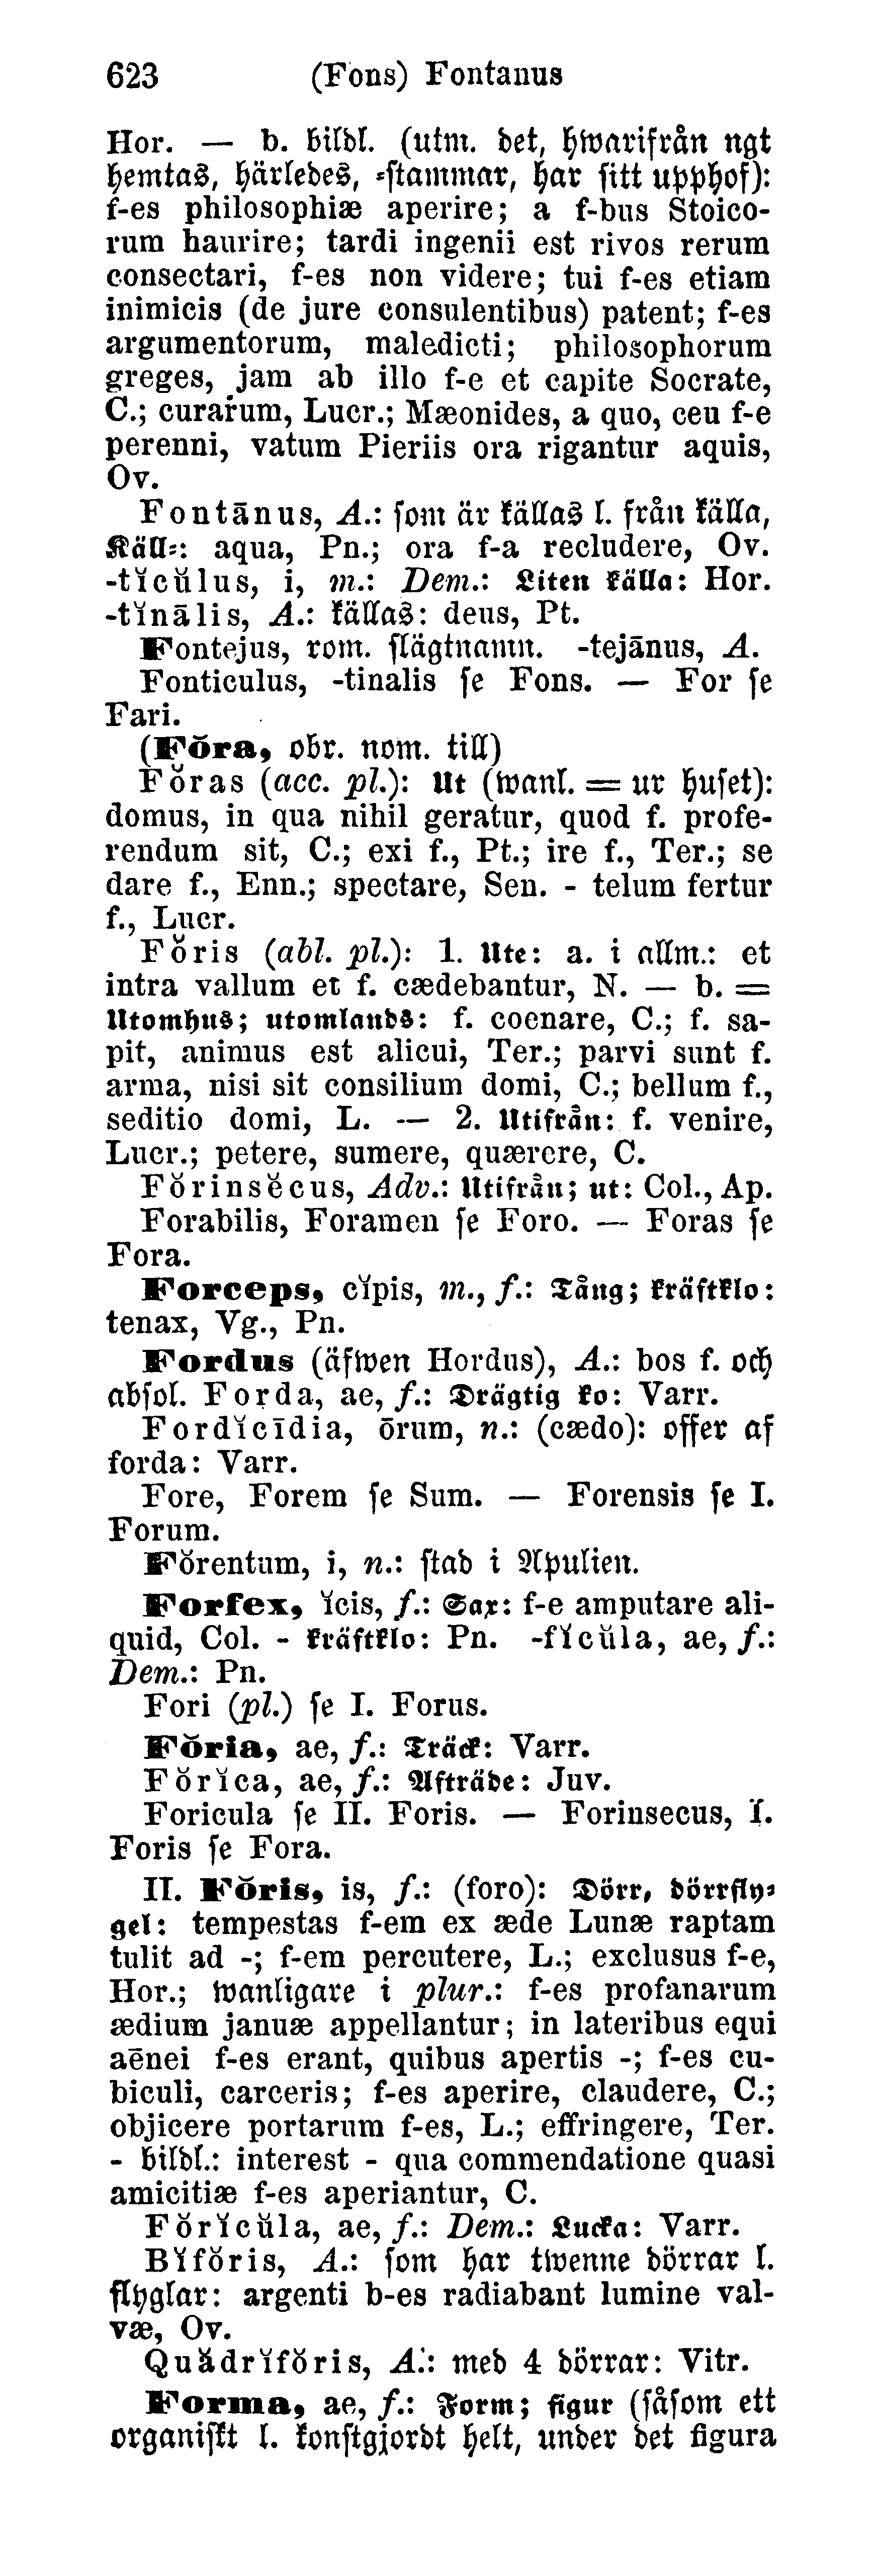 623 (Fons) Fontanus
Hor. — b. bildl. (utm. det, hwarifrån ngt
hemtas, härledes, -stammar, har sitt upphof):
f-es philosophiæ aperire; a f-bus Stoico-
rum haurire; tardi ingenii est rivos rerum
consectari, f-es non videre; tui f-es etiam
inimicis (de jure consulentibus) patent; f-es
argumentorum, maledicti; philosophorum
greges, jam ab illo f-e et capite Socrate,
C.; curarum, Lucr.; Mæonides, a quo, ceu f-e
perenni, vatum Pieriis ora rigantur aquis,
Ov.
Fontānus, A.: som är källas l. från källa,
Käll-: aqua, Pn.; ora f-a recludere, Ov.
-tĭcŭlus, i, m.: Dem.: Liten källa: Hor.
-tĭnālis, A.: källas: deus, Pt.
Fontejus, rom. slägtnamn. -tejānus, A.
Fonticulus, -tinalis se Fons. — For se
Fari.
(Fŏra, obr. nom. till)
Fŏras (acc. pl.): Ut (wanl. = ur huset):
domus, in qua nihil geratur, quod f. profe-
rendum sit, C.; exi f., Pt.; ire f., Ter.; se
dare f., Enn.; spectare, Sen. - telum fertur
f., Lucr.
Fŏris (abl. pl.): 1. Ute: a. i allm.: et
intra vallum et f. cædebantur, N. — b. =
Utomhus; utomlands: f. coenare, C.; f. sa-
pit, animus est alicui, Ter.; parvi sunt f.
arma, nisi sit consilium domi, C.; bellum f.,
seditio domi, L. — 2. Utifrån: f. venire,
Lucr.; petere, sumere, quærere, C.
Fŏrinsĕcus, Adv.: Utifrån; ut: Col., Ap.
Forabilis, Foramen se Foro. — Foras se
Fora.
Forceps, cĭpis, m., f.: Tång; kräftklo:
tenax, Vg., Pn.
Fordus (äfwen Hordus), A.: bos f. och
absol. Forda, ae, f.: Drägtig ko: Varr.
Fordĭcīdia, ōrum, n.: (cædo): offer af
forda: Varr.
Fore, Forem se Sum. — Forensis se I.
Forum.
Fŏrentum, i, n.: stad i Apulien.
Forfex, ĭcis, f.: Sax: f-e amputare ali-
quid, Col. - kräftklo: Pn. -fĭcŭla, ae, f.:
Dem.: Pn.
Fori (pl.) se I. Forus.
Fŏria, ae, f.: Träck: Varr.
Fŏrĭca, ae, f.: Afträde: Juv.
Foricula se II. Foris. — Forinsecus, I.
Foris se Fora.
II. Fŏris, is, f.: (foro): Dörr, dörrfly-
gel: tempestas f-em ex æde Lunæ raptam
tulit ad -; f-em percutere, L.; exclusus f-e,
Hor.; wanligare i plur.: f-es profanarum
ædium januæ appellantur; in lateribus equi
aēnei f-es erant, quibus apertis -; f-es cu-
biculi, carceris; f-es aperire, claudere, C.;
objicere portarum f-es, L.; effringere, Ter.
- bildl.: interest - qua commendatione quasi
amicitiæ f-es aperiantur, C.
Fŏrĭcŭla, ae, f.: Dem.: Lucka: Varr.
Bĭfŏris, A.: som har twenne dörrar l.
flyglar: argenti b-es radiabant lumine val-
væ, Ov.
Quădrĭfŏris, A.: med 4 dörrar: Vitr.
Forma, ae, f.: Form; figur (såsom ett
organiskt l. konstgjordt helt, under det figura